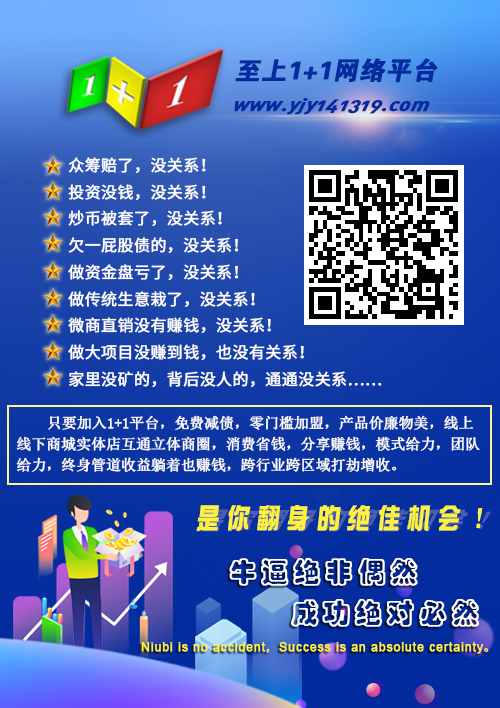 1+1
至上1+1网络平台
www.yjy141319.com
众筹赔了，没关系！
投资没钱，没关系！
炒币被套了，没关系！
欠一屁股债的，没关系！
做资金盘亏了，没关系！
做传统生意栽了，没关系！
微商直销没有赚钱，没关系！
做大项目没赚到钱，也没有关系！
家里没矿的，背后没人的，通通没关系……
只要加入1+1平台，免费减债，零门槛加盟，产品价廉物美，线上
线下商城实体店互通立体商圈，消费省钱，分享赚钱，模式给力，团队
给力，终身管道收益躺着也赚钱，跨行业跨区域打劫增收。
是你翻身的绝佳机会！
牛逼绝非偶然
成功绝对必然
Niubi is no accident，Success is an absolute certainty。